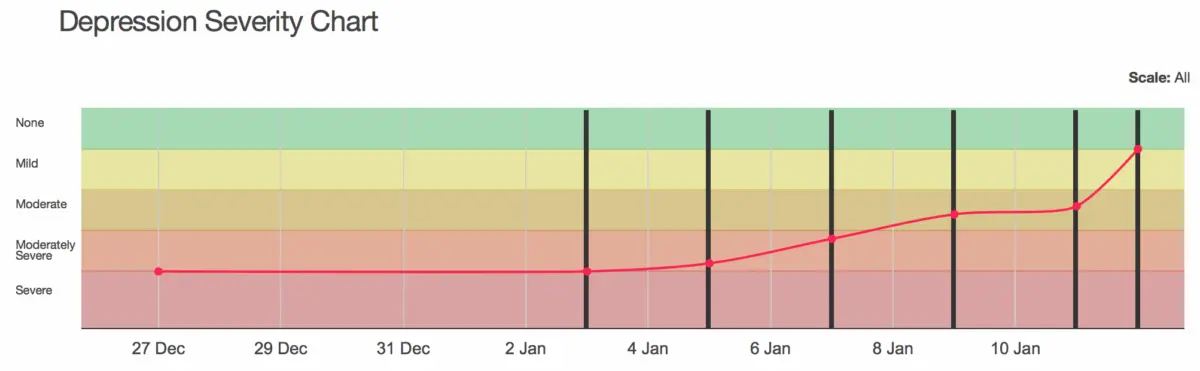 Depression Severity Chart
Scale: All
None
Mild
Moderate
Moderately
Severe
Severe
27 Dec
29 Dec
31 Dec
2 Jan
4 Jan
6 Jan
8 Jan
10 Jan